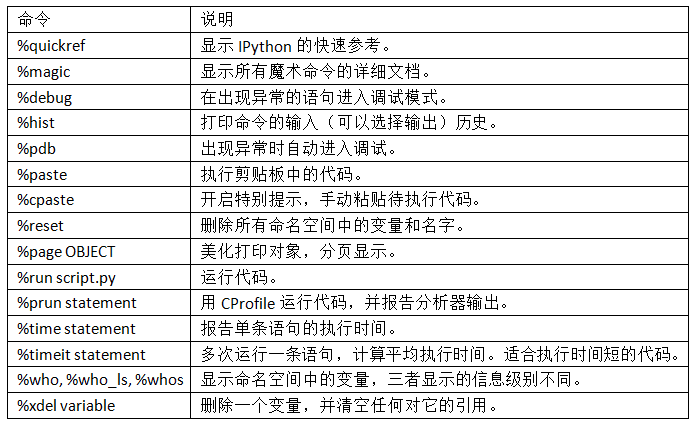 命令 说明
%quickref 显示 IPython 的快速参考。
%magic 显示所有魔术命令的详细文档。
%debug 在出现异常的语句进入调试模式。
%hist 打印命令的输入（可以选择输出）历史。
%pdb 出现异常时自动进入调试。
%paste 执行剪贴板中的代码。
%cpaste 开启特别提示，手动粘贴待执行代码。
%reset 删除所有命名空间中的变量和名字。
%page OBJECT 美化打印对象，分页显示。
%run script.py 运行代码。
%prun statement 用 CProfile 运行代码，并报告分析器输出。
%time statement 报告单条语句的执行时间。
%timeit statement 多次运行一条语句，计算平均执行时间。适合执行时间短的代码。
%who, %who_ls, %whos 显示命名空间中的变量，三者显示的信息级别不同。
%xdel variable 删除一个变量，并清空任何对它的引用。